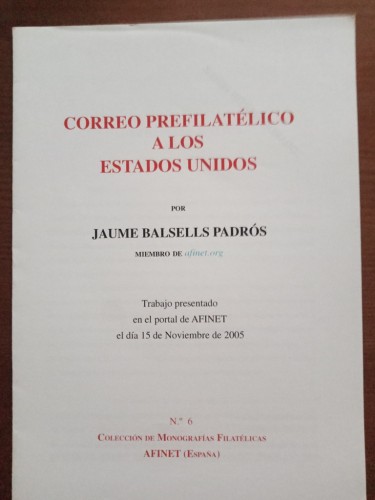 CORREO PREFILATÉLICO
A LOS
ESTADOS UNIDOS
POR
JAUME BALSELLS PADRÓS
MIEMBRO DE afinet.org
Trabajo presentado
en el portal de AFINET
el día 15 de Noviembre de 2005
N.º 6
COLECCIÓN DE MONOGRAFÍAS FILATÉLICAS
AFINET (ESPAÑA)